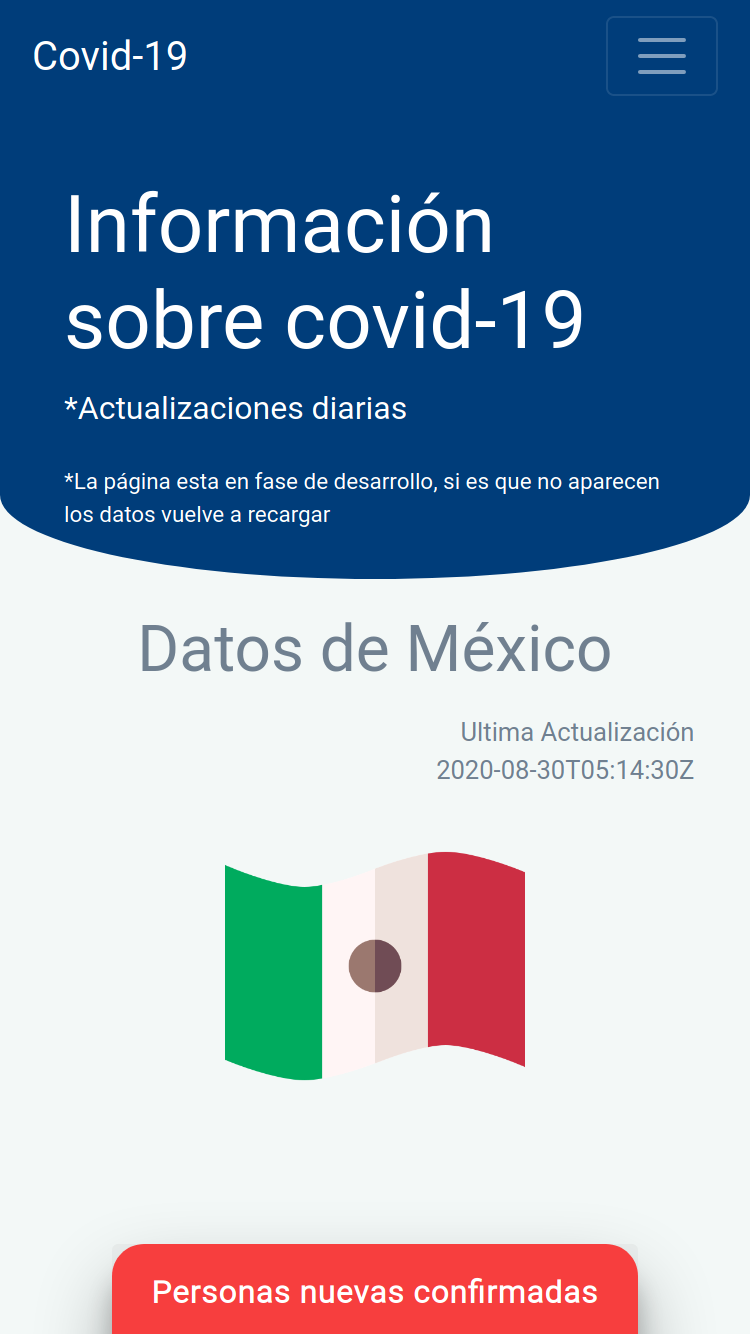 Covid-19
Información
sobre covid-19
*Actualizaciones diarias
*La página esta en fase de desarrollo, si es que no aparecen
los datos vuelve a recargar
Datos de México
Ultima Actualización
2020-08-30T05:14:30Z
Personas nuevas confirmadas